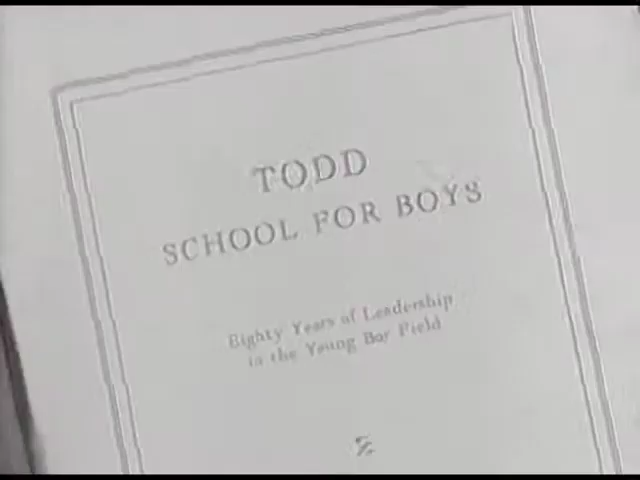 TODD
SCHOOL FOR BOYS
Eighty Years of Leadership
in the Young Boy Field